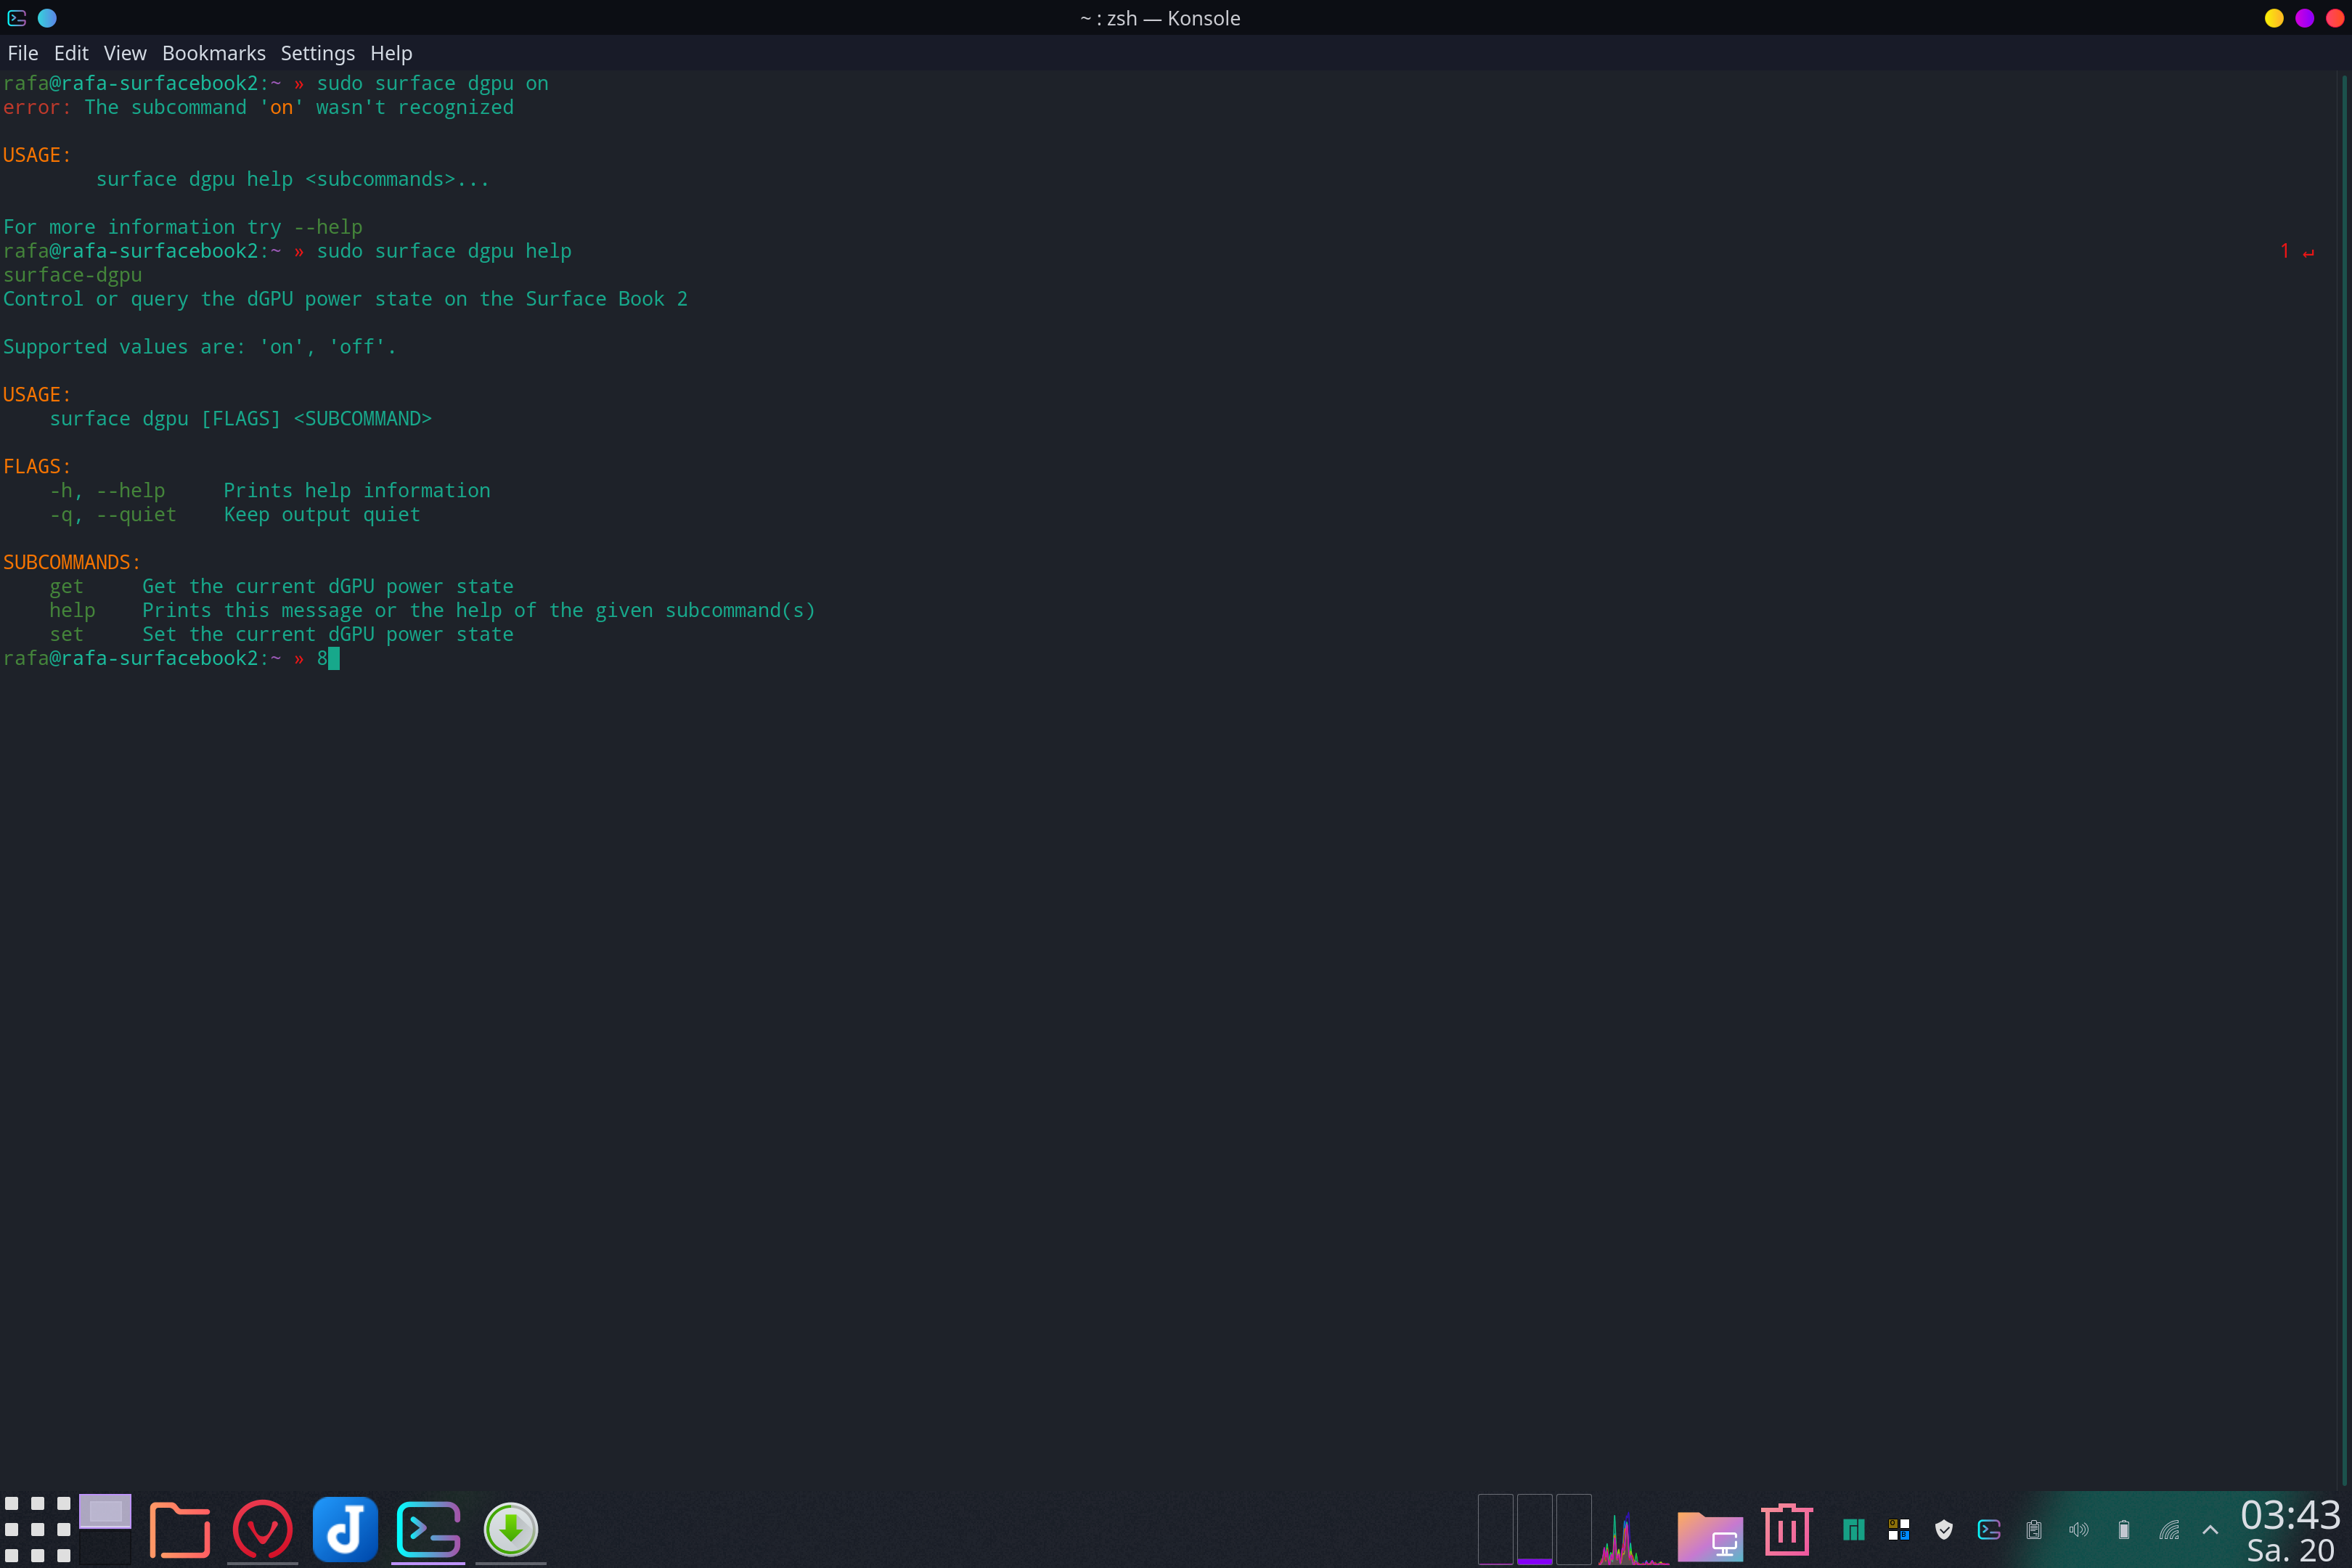 ~ : zsh — Konsole
File Edit View Bookmarks Settings Help
rafa@rafa-surfacebook2:~ » sudo surface dgpu on
error: The subcommand 'on' wasn't recognized
USAGE:
surface dgpu help <subcommands>...
For more information try --help
rafa@rafa-surfacebook2:~ » sudo surface dgpu help 1 ↵
surface-dgpu
Control or query the dGPU power state on the Surface Book 2
Supported values are: 'on', 'off'.
USAGE:
surface dgpu [FLAGS] <SUBCOMMAND>
FLAGS:
-h, --help Prints help information
-q, --quiet Keep output quiet
SUBCOMMANDS:
get Get the current dGPU power state
help Prints this message or the help of the given subcommand(s)
set Set the current dGPU power state
rafa@rafa-surfacebook2:~ » 8
03:43
Sa. 20